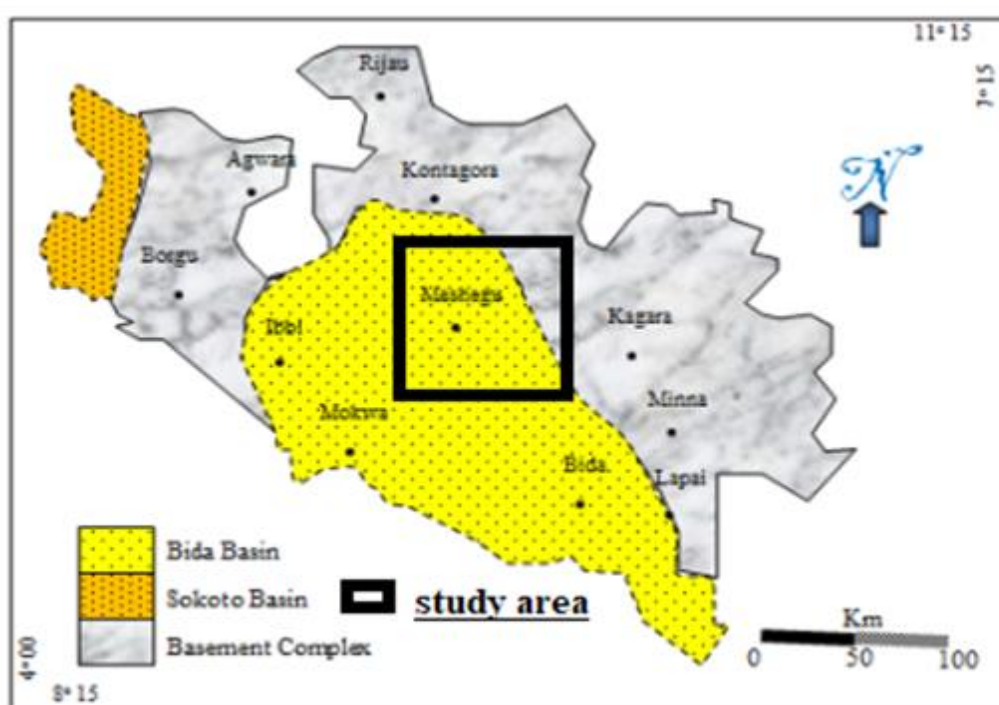 11° 15
7° 15
Rijau
Agwara
Kontagora
N
Borgu
Mashegu
Ibbi
Kagara
Mokwa
Minna
Bida
Lapai
Bida Basin
Sokoto Basin
Basement Complex
study area
Km
0 50 100
4° 00
8° 15